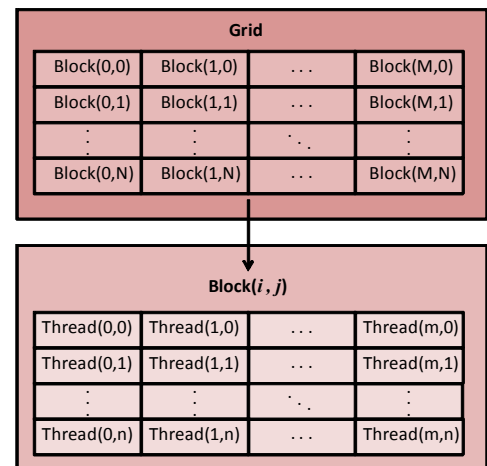 Grid
Block(0,0) Block(1,0) ... Block(M,0)
Block(0,1) Block(1,1) ... Block(M,1)
⋮ ⋮ ⋱ ⋮
Block(0,N) Block(1,N) ... Block(M,N)
Block(i,j)
Thread(0,0) Thread(1,0) ... Thread(m,0)
Thread(0,1) Thread(1,1) ... Thread(m,1)
⋮ ⋮ ⋱ ⋮
Thread(0,n) Thread(1,n) ... Thread(m,n)